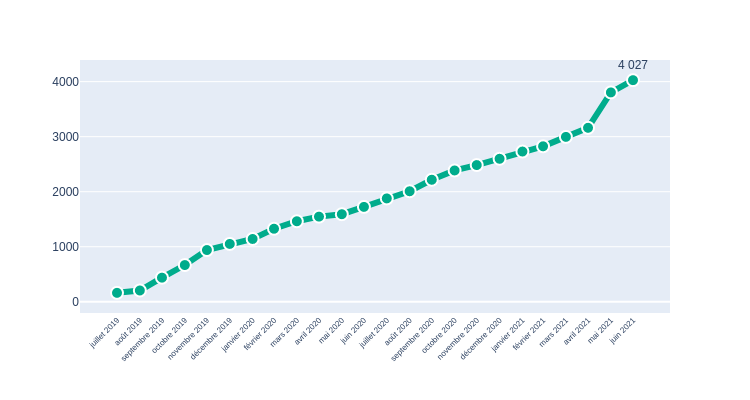 4 027
4000
3000
2000
1000
0
juillet 2019
août 2019
septembre 2019
octobre 2019
novembre 2019
décembre 2019
janvier 2020
février 2020
mars 2020
avril 2020
mai 2020
juin 2020
juillet 2020
août 2020
septembre 2020
octobre 2020
novembre 2020
décembre 2020
janvier 2021
février 2021
mars 2021
avril 2021
mai 2021
juin 2021